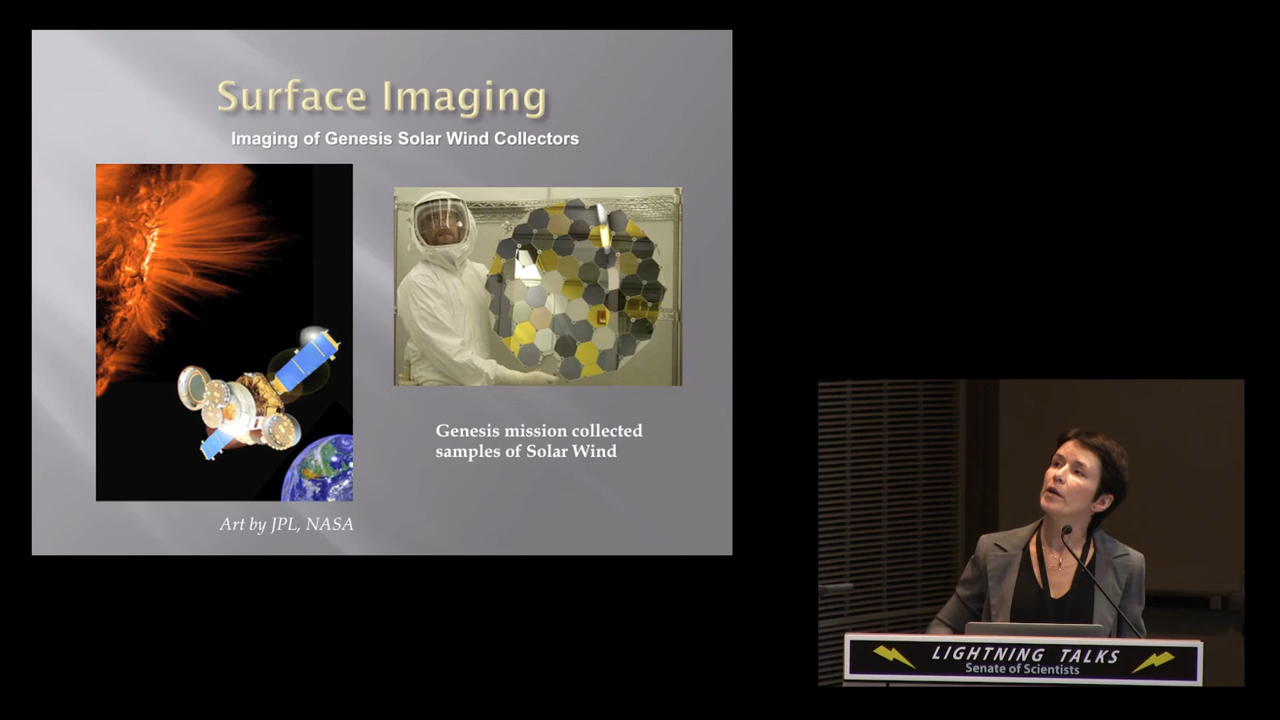 Surface Imaging
Imaging of Genesis Solar Wind Collectors
Genesis mission collected
samples of Solar Wind
Art by JPL, NASA
LIGHTNING TALKS
Senate of Scientists